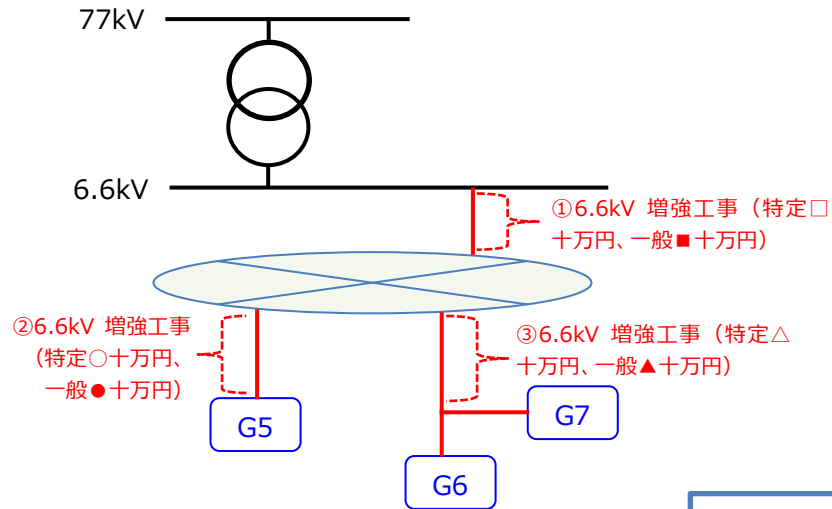 77kV
6.6kV
①6.6kV 増強工事（特定□
十万円、一般■十万円）
②6.6kV 増強工事
（特定○十万円、
一般●十万円）
③6.6kV 増強工事（特定△
十万円、一般▲十万円）
G5
G7
G6